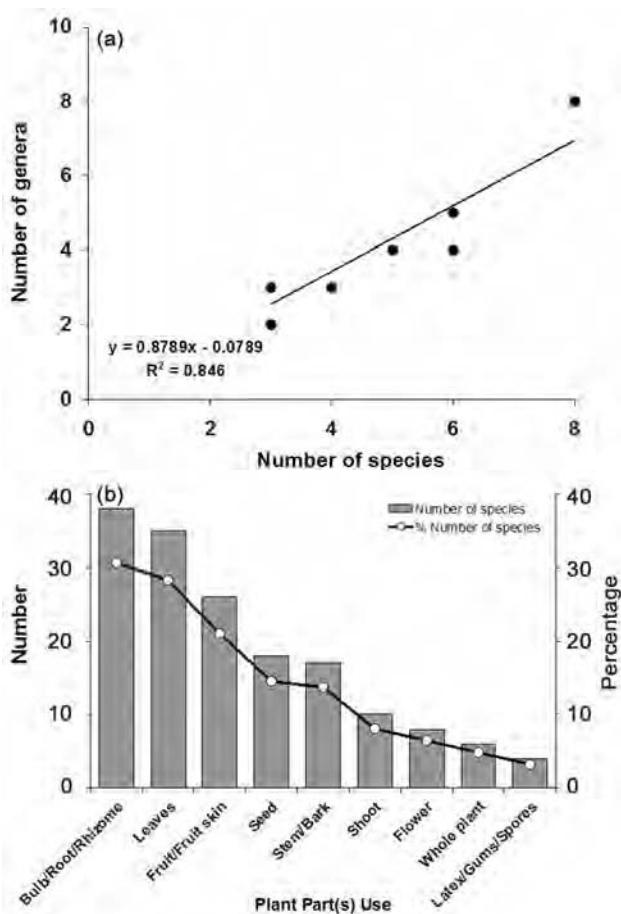 (a)
Number of genera
8
6
4
2
0
y = 0.8789x - 0.0789
R² = 0.846
0 2 4 6 8
Number of species
(b)
Number of species
% Number of species
Number
40
30
20
10
0
Percentage
40
30
20
10
0
Bulb/Root/Rhizome
Leaves
Fruit/Fruit skin
Seed
Stem/Bark
Shoot
Flower
Whole plant
Latex/Gums/Spores
Plant Part(s) Use